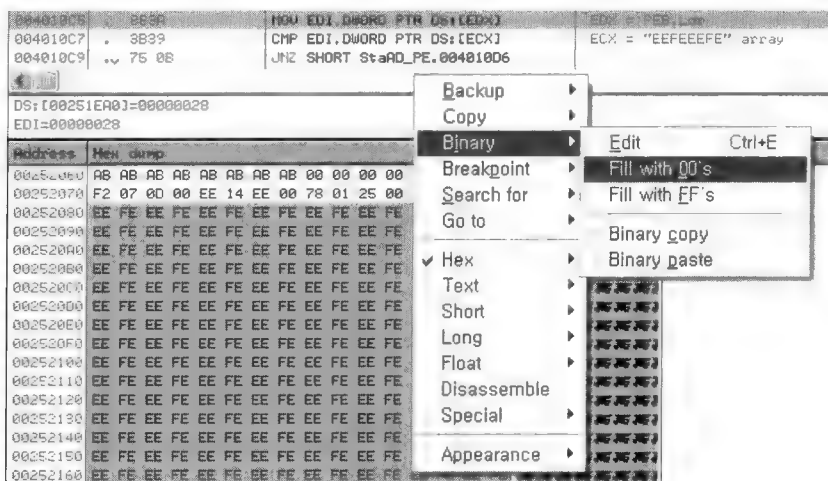 004010C5 . 8B3A MOV EDI,DWORD PTR DS:[EDX] EDX = PEB.Ldr
004010C7 . 3B39 CMP EDI,DWORD PTR DS:[ECX] ECX = "EEFEEEFE" array
004010C9 .v 75 0B JNZ SHORT StaAD_PE.004010D6
DS:[00251EA0]=00000028
EDI=00000028
Address Hex dump
00252060 AB AB AB AB AB AB AB AB 00 00 00 00
00252070 F2 07 0D 00 EE 14 EE 00 78 01 25 00
00252080 EE FE EE FE EE FE EE FE EE FE EE FE
00252090 EE FE EE FE EE FE EE FE EE FE EE FE
002520A0 EE FE EE FE EE FE EE FE EE FE EE FE
002520B0 EE FE EE FE EE FE EE FE EE FE EE FE
002520C0 EE FE EE FE EE FE EE FE EE FE EE FE
002520D0 EE FE EE FE EE FE EE FE EE FE EE FE
002520E0 EE FE EE FE EE FE EE FE EE FE EE FE
002520F0 EE FE EE FE EE FE EE FE EE FE EE FE
00252100 EE FE EE FE EE FE EE FE EE FE EE FE
00252110 EE FE EE FE EE FE EE FE EE FE EE FE
00252120 EE FE EE FE EE FE EE FE EE FE EE FE
00252130 EE FE EE FE EE FE EE FE EE FE EE FE
00252140 EE FE EE FE EE FE EE FE EE FE EE FE
00252150 EE FE EE FE EE FE EE FE EE FE EE FE
00252160 EE FE EE FE EE FE EE FE EE FE EE FE
Backup
Copy
Binary
Breakpoint
Search for
Go to
Hex
Text
Short
Long
Float
Disassemble
Special
Appearance
Edit Ctrl+E
Fill with 00's
Fill with FF's
Binary copy
Binary paste